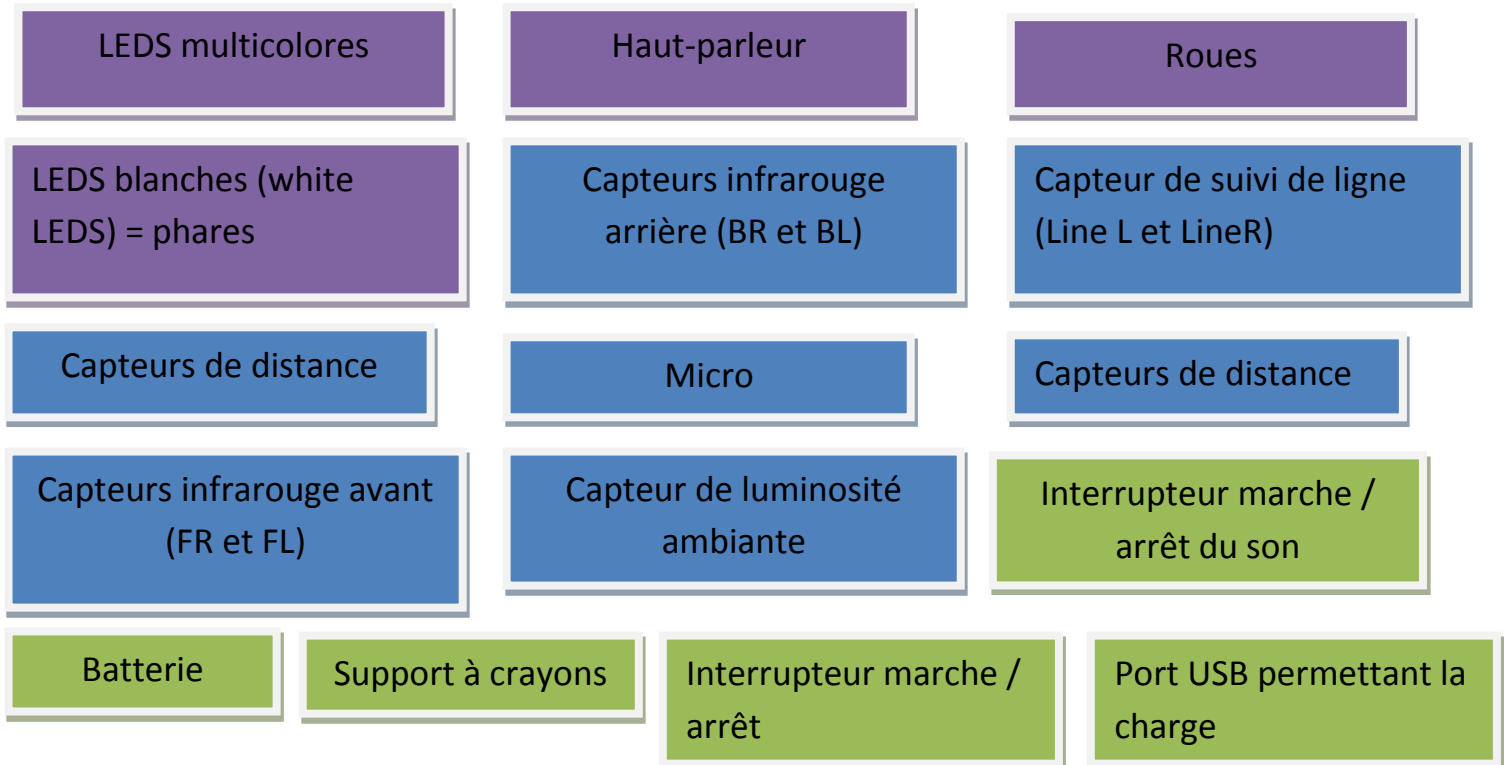 LEDS multicolores
Haut-parleur
Roues
LEDS blanches (white
LEDS) = phares
Capteurs infrarouge
arrière (BR et BL)
Capteur de suivi de ligne
(Line L et LineR)
Capteurs de distance
Micro
Capteurs de distance
Capteurs infrarouge avant
(FR et FL)
Capteur de luminosité
ambiante
Interrupteur marche /
arrêt du son
Batterie
Support à crayons
Interrupteur marche /
arrêt
Port USB permettant la
charge